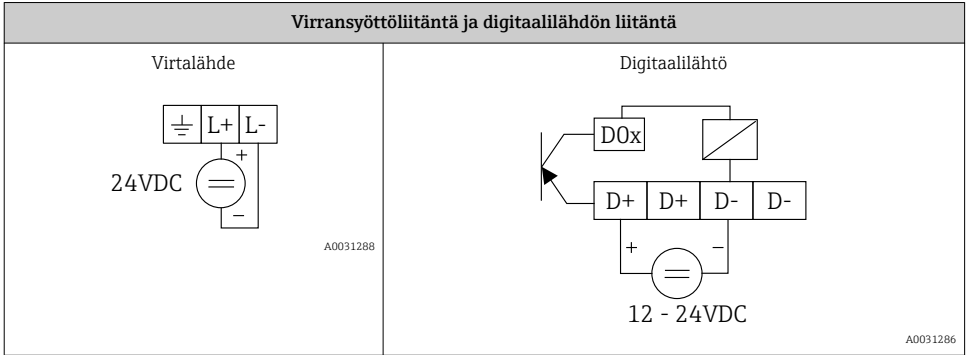 Virransyöttöliitäntä ja digitaalilähdön liitäntä
Virtalähde
L+ L-
+
24VDC
−
A0031288
Digitaalilähtö
D0x
D+ D+ D- D-
+ −
12 - 24VDC
A0031286